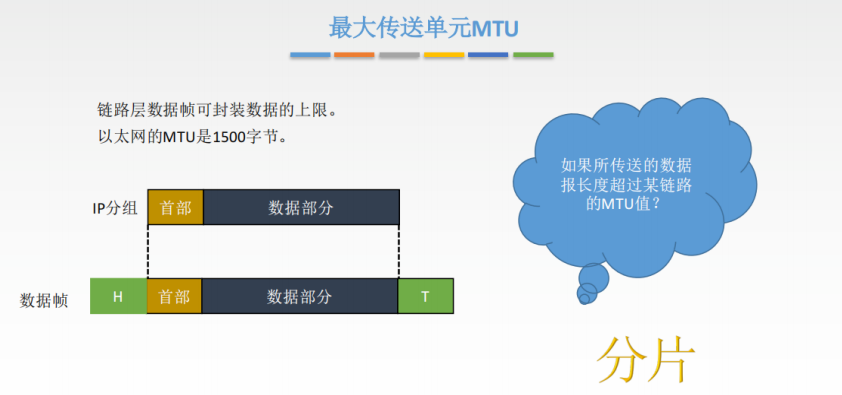 最大传送单元MTU
链路层数据帧可封装数据的上限。
以太网的MTU是1500字节。
如果所传送的数据
报长度超过某链路
的MTU值？
IP分组
首部
数据部分
数据帧
H
首部
数据部分
T
分片